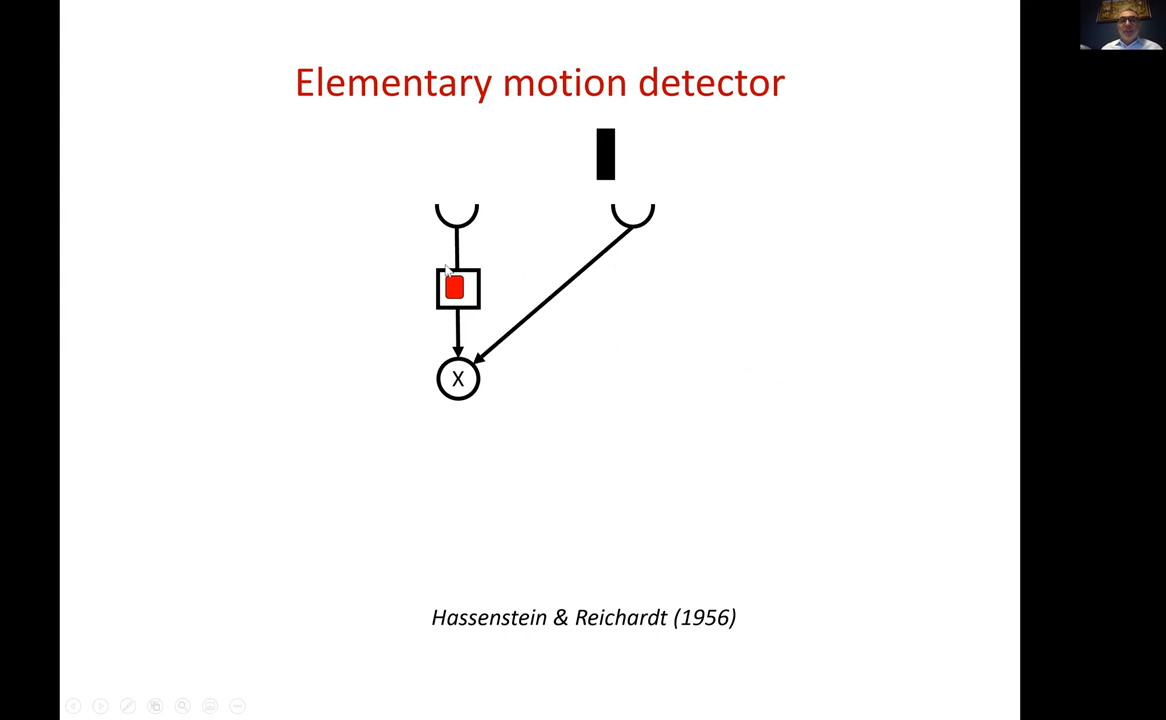 Elementary motion detector
X
Hassenstein & Reichardt (1956)